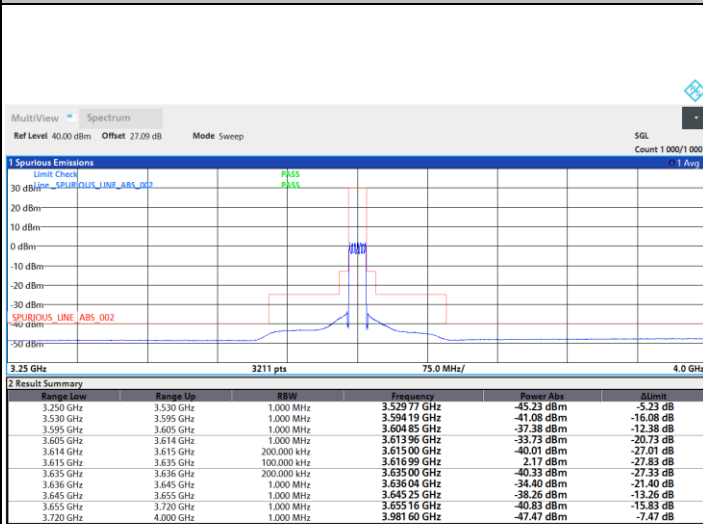 MultiView Spectrum
Ref Level 40.00 dBm Offset 27.09 dB Mode Sweep SGL
Count 1 000/1 000
1 Spurious Emissions 1 Avg
Limit Check PASS
Line _SPURIOUS_LINE_ABS_002 PASS
30 dBm
20 dBm
10 dBm
0 dBm
-10 dBm
-20 dBm
-30 dBm
_SPURIOUS_LINE_ABS_002
-40 dBm
-50 dBm
3.25 GHz 3211 pts 75.0 MHz/ 4.0 GHz
2 Result Summary
Range Low Range Up RBW Frequency Power Abs ΔLimit
3.250 GHz 3.530 GHz 1.000 MHz 3.529 77 GHz -45.23 dBm -5.23 dB
3.530 GHz 3.595 GHz 1.000 MHz 3.594 19 GHz -41.08 dBm -16.08 dB
3.595 GHz 3.605 GHz 1.000 MHz 3.604 85 GHz -37.38 dBm -12.38 dB
3.605 GHz 3.614 GHz 1.000 MHz 3.613 96 GHz -33.73 dBm -20.73 dB
3.614 GHz 3.615 GHz 200.000 kHz 3.615 00 GHz -40.01 dBm -27.01 dB
3.615 GHz 3.635 GHz 100.000 kHz 3.616 99 GHz 2.17 dBm -27.83 dB
3.635 GHz 3.636 GHz 200.000 kHz 3.635 00 GHz -40.33 dBm -27.33 dB
3.636 GHz 3.645 GHz 1.000 MHz 3.636 04 GHz -34.40 dBm -21.40 dB
3.645 GHz 3.655 GHz 1.000 MHz 3.645 25 GHz -38.26 dBm -13.26 dB
3.655 GHz 3.720 GHz 1.000 MHz 3.655 16 GHz -40.83 dBm -15.83 dB
3.720 GHz 4.000 GHz 1.000 MHz 3.981 60 GHz -47.47 dBm -7.47 dB